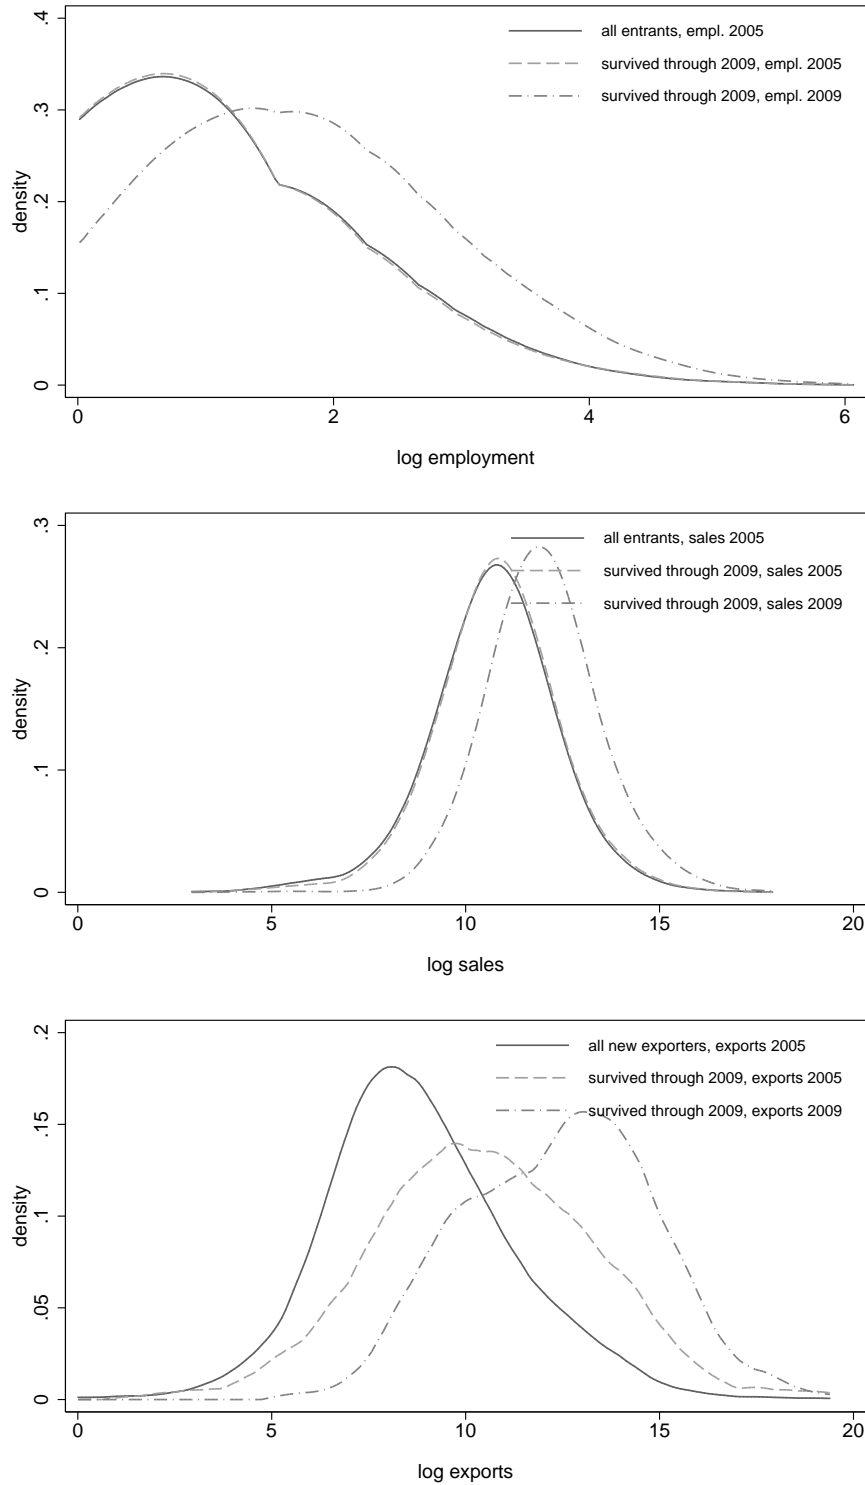 .4
all entrants, empl. 2005
survived through 2009, empl. 2005
survived through 2009, empl. 2009
.3
density
.2
.1
0
0 2 4 6
log employment
.3
all entrants, sales 2005
survived through 2009, sales 2005
survived through 2009, sales 2009
.2
density
.1
0
0 5 10 15 20
log sales
.2
all new exporters, exports 2005
survived through 2009, exports 2005
survived through 2009, exports 2009
.15
density
.1
.05
0
0 5 10 15 20
log exports